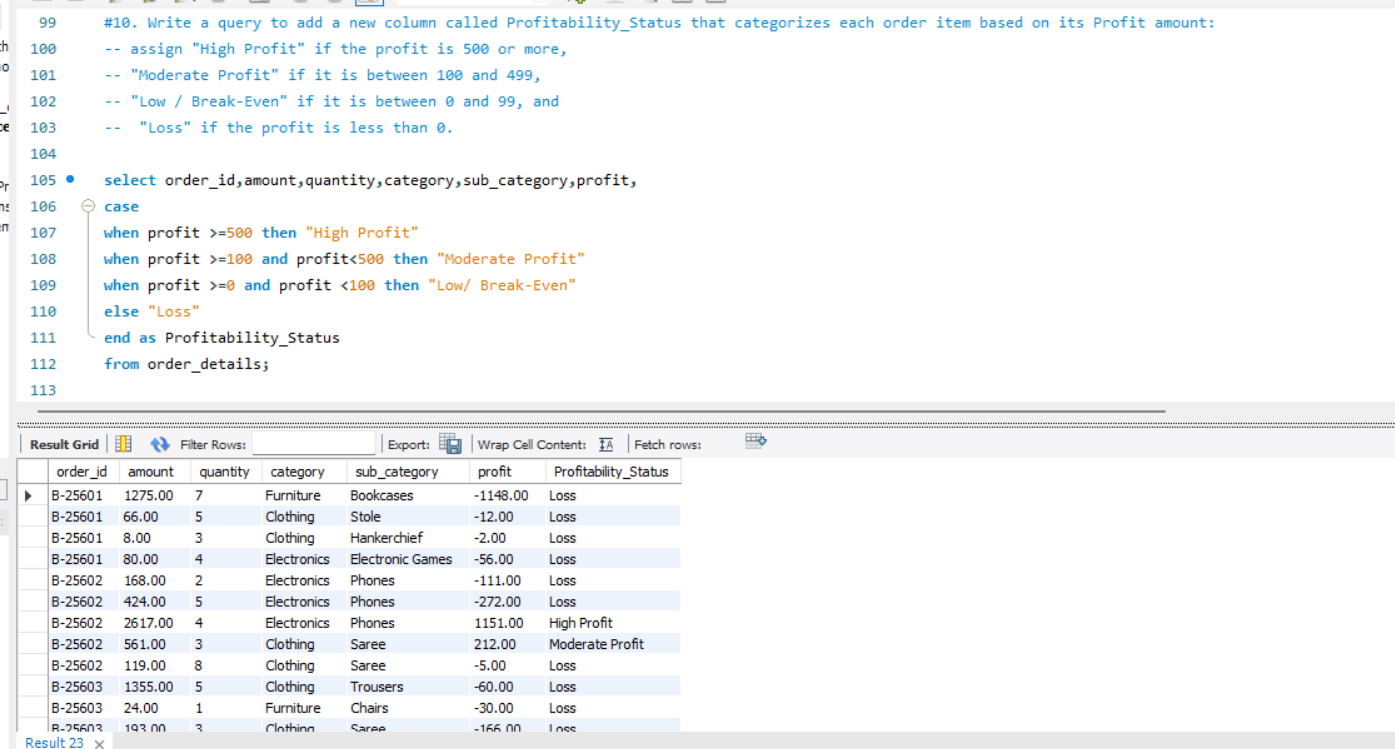 99 #10. Write a query to add a new column called Profitability_Status that categorizes each order item based on its Profit amount:
100 -- assign "High Profit" if the profit is 500 or more,
101 -- "Moderate Profit" if it is between 100 and 499,
102 -- "Low / Break-Even" if it is between 0 and 99, and
103 --  "Loss" if the profit is less than 0.
104
105 select order_id,amount,quantity,category,sub_category,profit,
106 case
107 when profit >=500 then "High Profit"
108 when profit >=100 and profit<500 then "Moderate Profit"
109 when profit >=0 and profit <100 then "Low/ Break-Even"
110 else "Loss"
111 end as Profitability_Status
112 from order_details;
113
Result Grid Filter Rows: Export: Wrap Cell Content: Fetch rows:
order_id amount quantity category sub_category profit Profitability_Status
B-25601 1275.00 7 Furniture Bookcases -1148.00 Loss
B-25601 66.00 5 Clothing Stole -12.00 Loss
B-25601 8.00 3 Clothing Hankerchief -2.00 Loss
B-25601 80.00 4 Electronics Electronic Games -56.00 Loss
B-25602 168.00 2 Electronics Phones -111.00 Loss
B-25602 424.00 5 Electronics Phones -272.00 Loss
B-25602 2617.00 4 Electronics Phones 1151.00 High Profit
B-25602 561.00 3 Clothing Saree 212.00 Moderate Profit
B-25602 119.00 8 Clothing Saree -5.00 Loss
B-25603 1355.00 5 Clothing Trousers -60.00 Loss
B-25603 24.00 1 Furniture Chairs -30.00 Loss
B-25603 193.00 3 Clothing Saree -166.00 Loss
Result 23